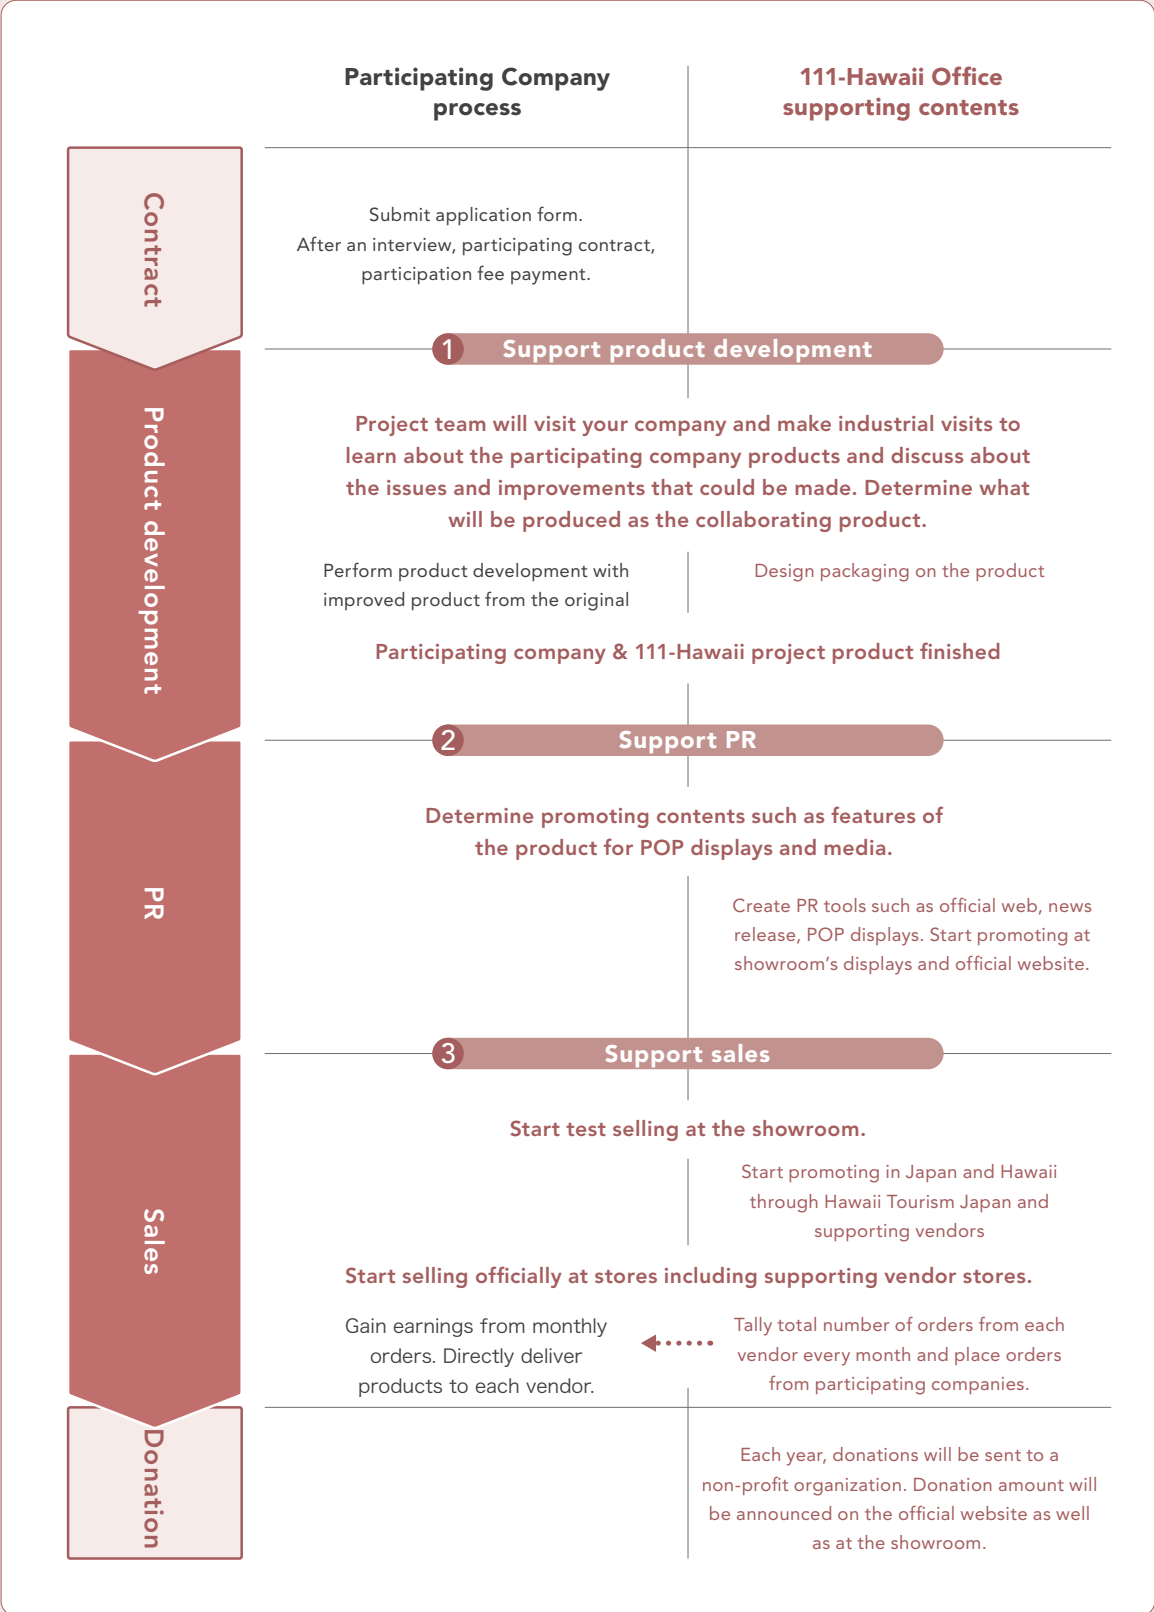 Participating Company
process
111-Hawaii Office
supporting contents
Contract
Submit application form.
After an interview, participating contract,
participation fee payment.
1 Support product development
Product development
Project team will visit your company and make industrial visits to
learn about the participating company products and discuss about
the issues and improvements that could be made. Determine what
will be produced as the collaborating product.
Perform product development with
improved product from the original
Design packaging on the product
Participating company & 111-Hawaii project product finished
2 Support PR
PR
Determine promoting contents such as features of
the product for POP displays and media.
Create PR tools such as official web, news
release, POP displays. Start promoting at
showroom's displays and official website.
3 Support sales
Sales
Start test selling at the showroom.
Start promoting in Japan and Hawaii
through Hawaii Tourism Japan and
supporting vendors
Start selling officially at stores including supporting vendor stores.
Gain earnings from monthly
orders. Directly deliver
products to each vendor.
Tally total number of orders from each
vendor every month and place orders
from participating companies.
Donation
Each year, donations will be sent to a
non-profit organization. Donation amount will
be announced on the official website as well
as at the showroom.